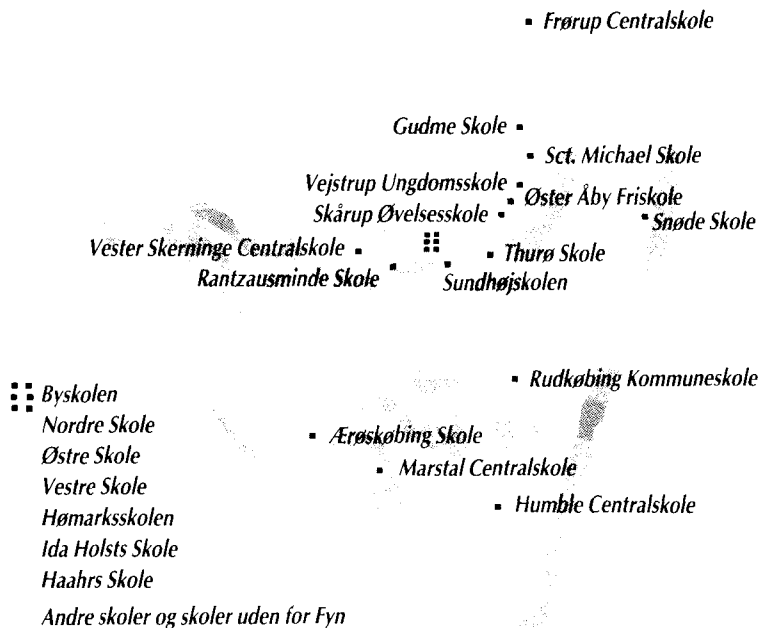 Frørup Centralskole
Gudme Skole
Sct. Michael Skole
Vejstrup Ungdomsskole
Øster Åby Friskole
Skårup Øvelsesskole
Snøde Skole
Vester Skerninge Centralskole
Thurø Skole
Rantzausminde Skole
Sundhøjskolen
Rudkøbing Kommuneskole
Byskolen
Nordre Skole
Ærøskøbing Skole
Østre Skole
Marstal Centralskole
Vestre Skole
Humble Centralskole
Hømarksskolen
Ida Holsts Skole
Haahrs Skole
Andre skoler og skoler uden for Fyn